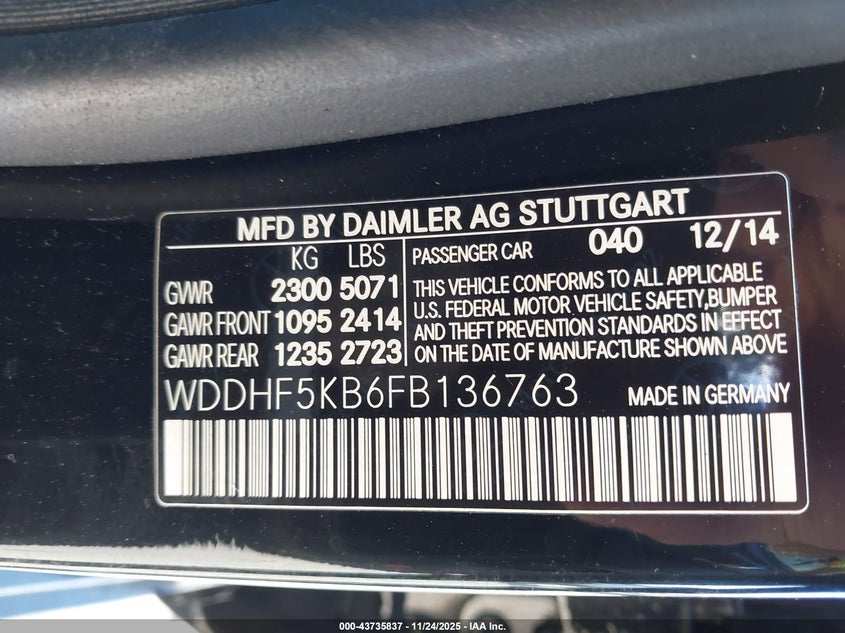 MFD BY DAIMLER AG STUTTGART
KG LBS
GWR 2300 5071
GAWR FRONT 1095 2414
GAWR REAR 1235 2723
PASSENGER CAR 040 12/14
THIS VEHICLE CONFORMS TO ALL APPLICABLE
U.S. FEDERAL MOTOR VEHICLE SAFETY,BUMPER
AND THEFT PREVENTION STANDARDS IN EFFECT
ON THE DATE OF MANUFACTURE SHOWN ABOVE
WDDHF5KB6FB136763 MADE IN GERMANY
000-43735837 - 11/24/2025 - IAA Inc.